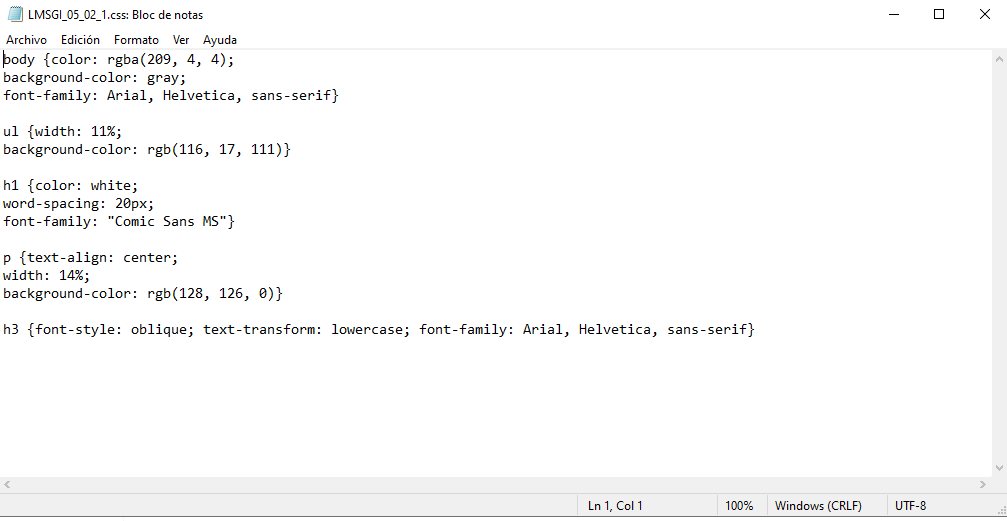 LMSGI_05_02_1.css: Bloc de notas
Archivo Edición Formato Ver Ayuda
body {color: rgba(209, 4, 4);
background-color: gray;
font-family: Arial, Helvetica, sans-serif}
ul {width: 11%;
background-color: rgb(116, 17, 111)}
h1 {color: white;
word-spacing: 20px;
font-family: "Comic Sans MS"}
p {text-align: center;
width: 14%;
background-color: rgb(128, 126, 0)}
h3 {font-style: oblique; text-transform: lowercase; font-family: Arial, Helvetica, sans-serif}
Ln 1, Col 1 100% Windows (CRLF) UTF-8